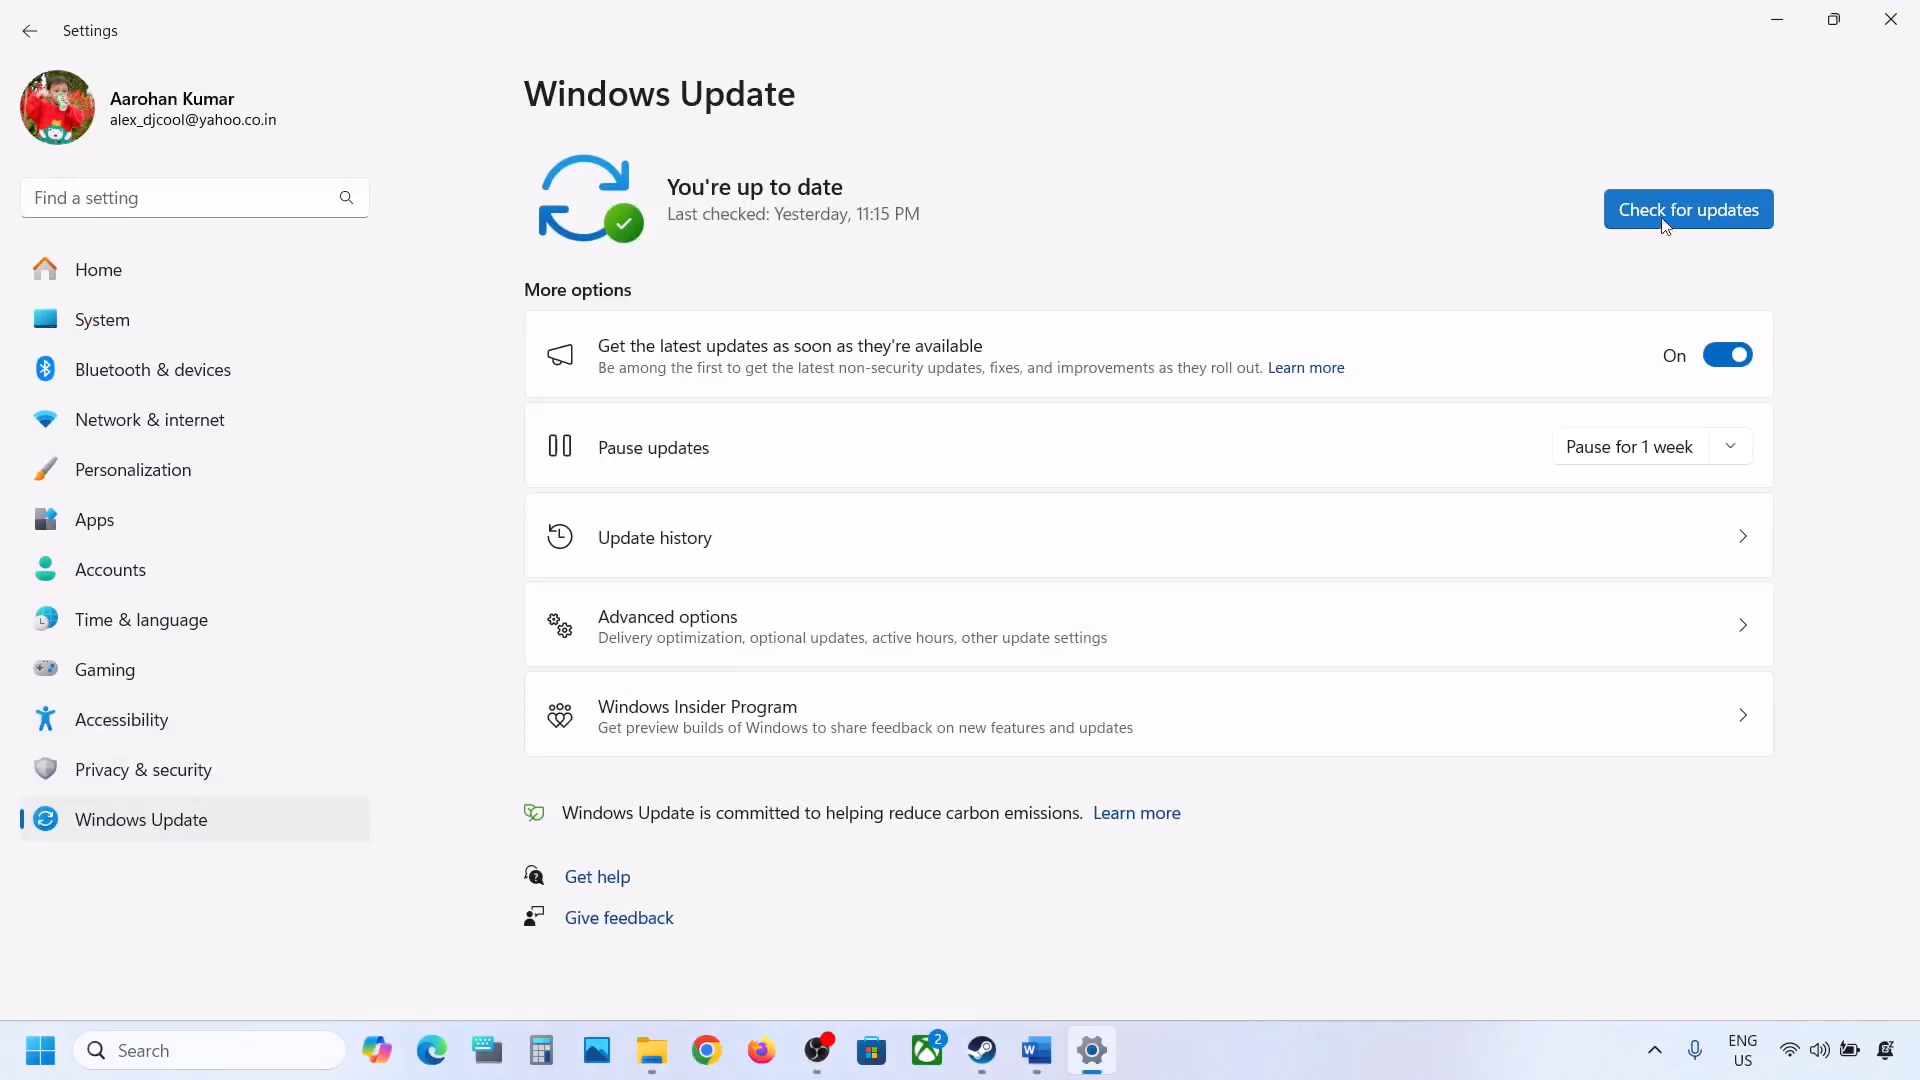 Settings
Aarohan Kumar
alex_djcool@yahoo.co.in
Find a setting
Home
System
Bluetooth & devices
Network & internet
Personalization
Apps
Accounts
Time & language
Gaming
Accessibility
Privacy & security
Windows Update
Windows Update
You're up to date
Last checked: Yesterday, 11:15 PM
Check for updates
More options
Get the latest updates as soon as they're available
Be among the first to get the latest non-security updates, fixes, and improvements as they roll out. Learn more
On
Pause updates
Pause for 1 week
Update history
Advanced options
Delivery optimization, optional updates, active hours, other update settings
Windows Insider Program
Get preview builds of Windows to share feedback on new features and updates
Windows Update is committed to helping reduce carbon emissions. Learn more
Get help
Give feedback
Search
2
ENG
US